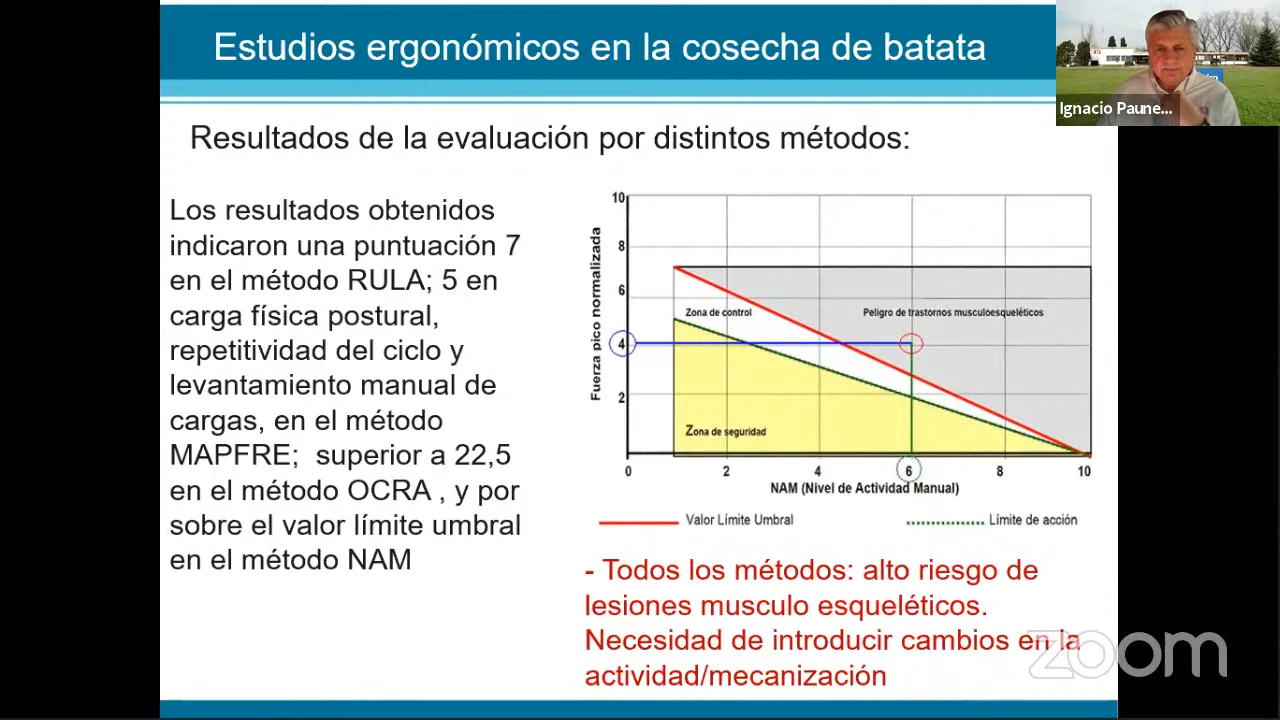 Estudios ergonómicos en la cosecha de batata
Ignacio Paune...
Resultados de la evaluación por distintos métodos:
Los resultados obtenidos
indicaron una puntuación 7
en el método RULA; 5 en
carga física postural,
repetitividad del ciclo y
levantamiento manual de
cargas, en el método
MAPFRE; superior a 22,5
en el método OCRA , y por
sobre el valor límite umbral
en el método NAM
Fuerza pico normalizada
10
8
6
4
2
Zona de control
Peligro de trastornos musculoesqueléticos
Zona de seguridad
0 2 4 6 8 10
NAM (Nivel de Actividad Manual)
Valor Límite Umbral
Límite de acción
- Todos los métodos: alto riesgo de
lesiones musculo esqueléticos.
Necesidad de introducir cambios en la
actividad/mecanización
zoom